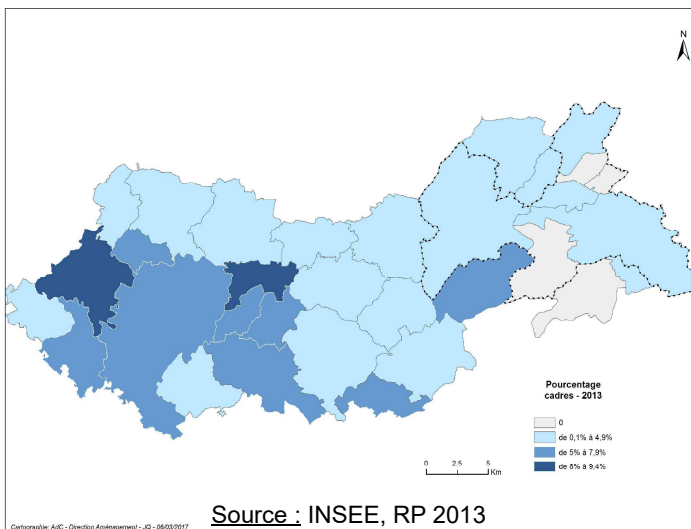 N
Pourcentage
cadres - 2013
0
de 0,1% à 4,9%
de 5% à 7,9%
de 8% à 9,4%
0 2,5 5
Km
Source : INSEE, RP 2013
Cartographie: AdC - Direction Aménagement - JQ - 06/03/2017